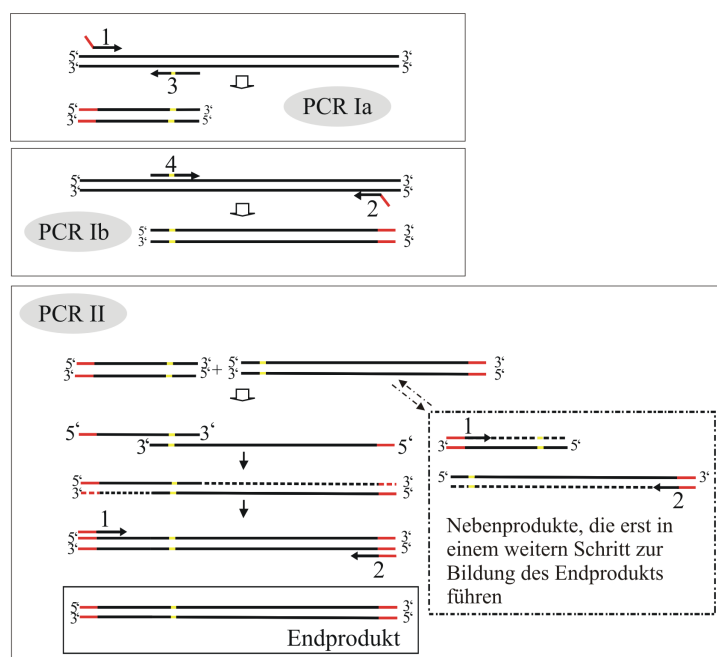 1
5‘ 3‘
3‘ 5‘
3
PCR Ia
5‘ 3‘
3‘ 5‘
4
5‘ 3‘
3‘ 5‘
2
PCR Ib
5‘ 3‘
3‘ 5‘
PCR II
5‘ 3‘ + 5‘ 3‘
3‘ 5‘ 3‘ 5‘
5‘ 3‘
3‘ 5‘
5‘ 3‘
3‘ 5‘
1
5‘ 3‘
3‘ 5‘
2
5‘ 3‘
3‘ 5‘
Endprodukt
1
3‘ 5‘
5‘ 3‘
2
Nebenprodukte, die erst in
einem weitern Schritt zur
Bildung des Endprodukts
führen